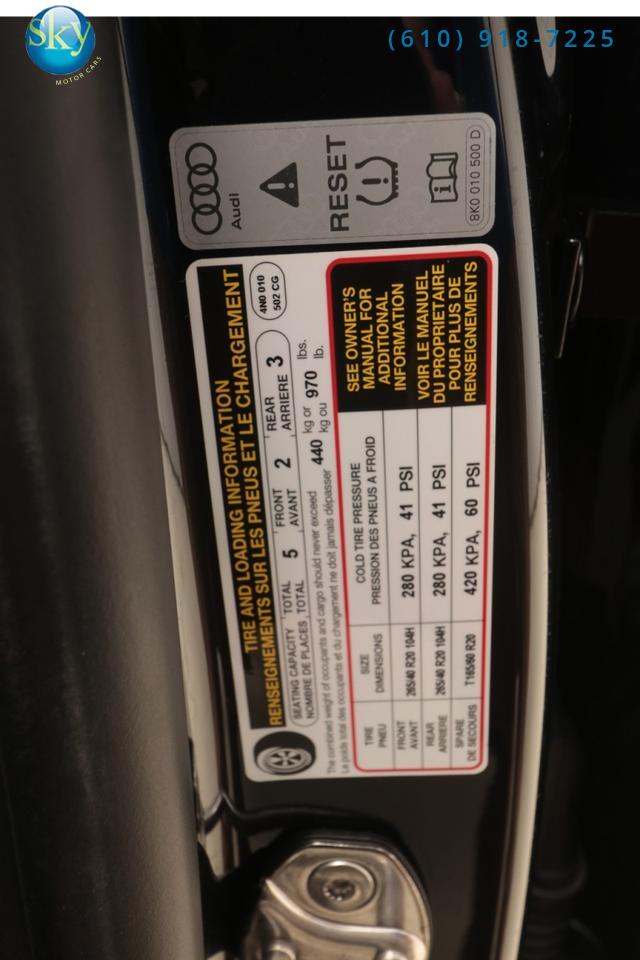 Sky
MOTOR CARS
(610) 918-7225
Audi
RESET
8K0 010 500 D
TIRE AND LOADING INFORMATION
RENSEIGNEMENTS SUR LES PNEUS ET LE CHARGEMENT
4N0 010
502 CG
SEATING CAPACITY TOTAL 5 FRONT 2 REAR 3
NOMBRE DE PLACES TOTAL AVANT ARRIERE
The combined weight of occupants and cargo should never exceed 440 kg or 970 lbs.
Le poids total des occupants et du chargement ne doit jamais dépasser kg ou lb.
TIRE SIZE COLD TIRE PRESSURE
PNEU DIMENSIONS PRESSION DES PNEUS A FROID
FRONT
AVANT 265/40 R20 104H 280 KPA, 41 PSI
REAR
ARRIERE 265/40 R20 104H 280 KPA, 41 PSI
SPARE
DE SECOURS T165/60 R20 420 KPA, 60 PSI
SEE OWNER'S
MANUAL FOR
ADDITIONAL
INFORMATION
VOIR LE MANUEL
DU PROPRIETAIRE
POUR PLUS DE
RENSEIGNEMENTS